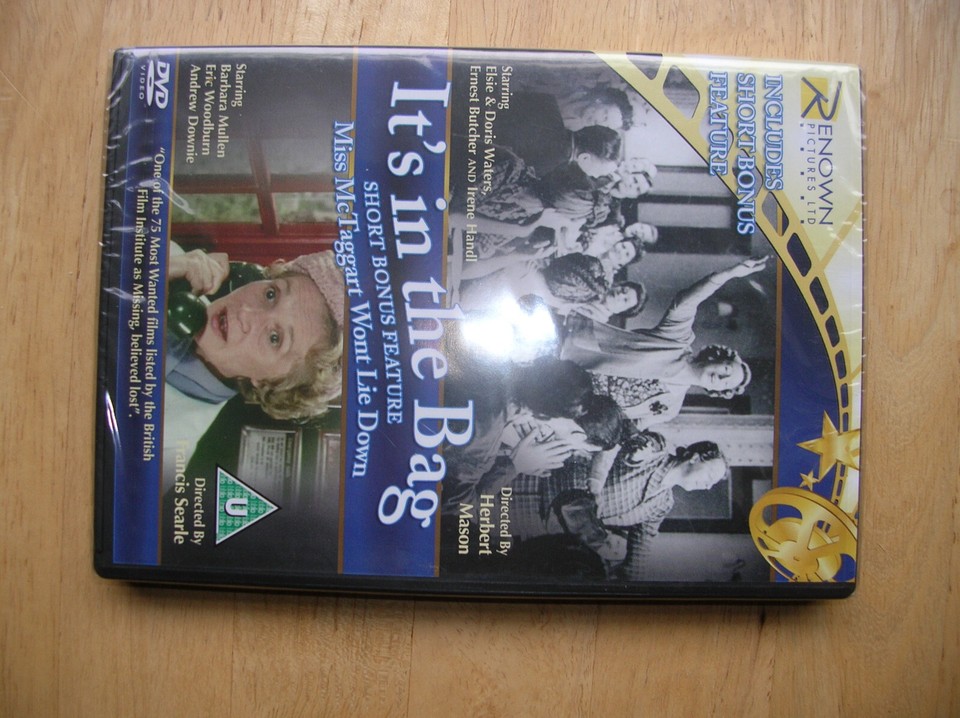 RENOWN
PICTURES LTD
INCLUDES
SHORT BONUS
FEATURE
Starring
Elsie & Doris Waters,
Ernest Butcher AND Irene Handl
Directed By
Herbert
Mason
It's in the Bag
SHORT BONUS FEATURE
Miss McTaggart Wont Lie Down
Starring
Barbara Mullen
Eric Woodburn
Andrew Downie
U
Directed By
Francis Searle
"One of the 75 Most Wanted films listed by the British
Film Institute as Missing, believed lost".
DVD
VIDEO